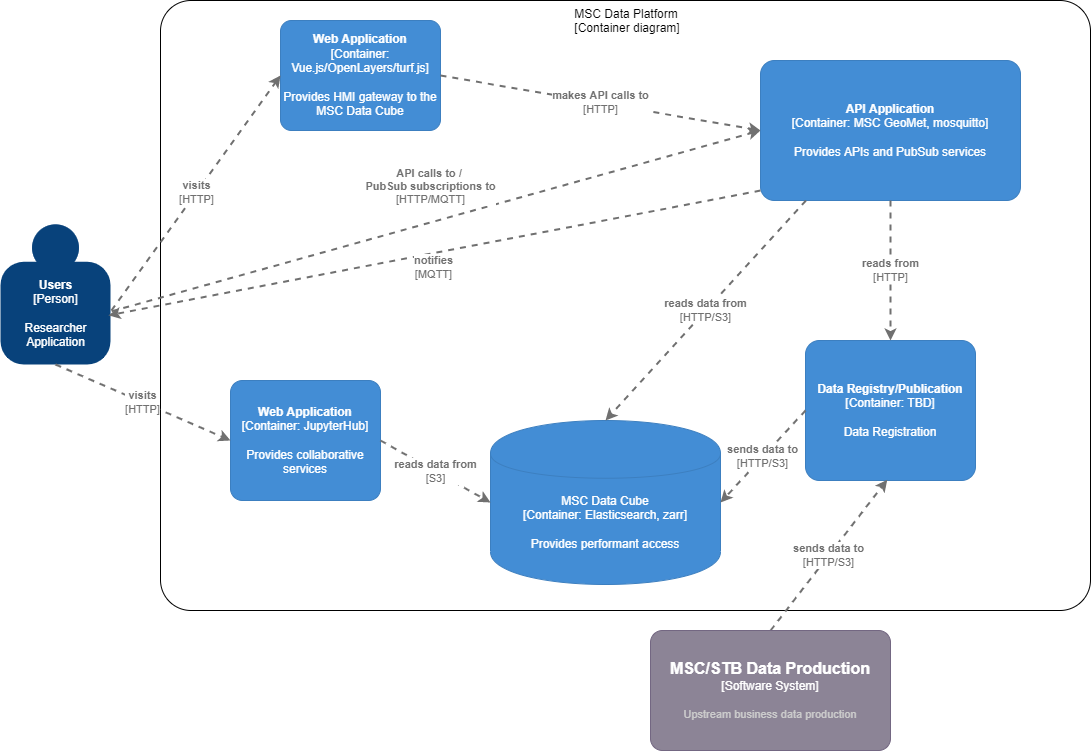 MSC Data Platform
[Container diagram]
Web Application
[Container:
Vue.js/OpenLayers/turf.js]
Provides HMI gateway to the
MSC Data Cube
makes API calls to
[HTTP]
API Application
[Container: MSC GeoMet, mosquitto]
Provides APIs and PubSub services
visits
[HTTP]
API calls to /
PubSub subscriptions to
[HTTP/MQTT]
notifies
[MQTT]
Users
[Person]
Researcher
Application
reads data from
[HTTP/S3]
reads from
[HTTP]
visits
[HTTP]
Web Application
[Container: JupyterHub]
Provides collaborative
services
reads data from
[S3]
MSC Data Cube
[Container: Elasticsearch, zarr]
Provides performant access
Data Registry/Publication
[Container: TBD]
Data Registration
sends data to
[HTTP/S3]
sends data to
[HTTP/S3]
MSC/STB Data Production
[Software System]
Upstream business data production